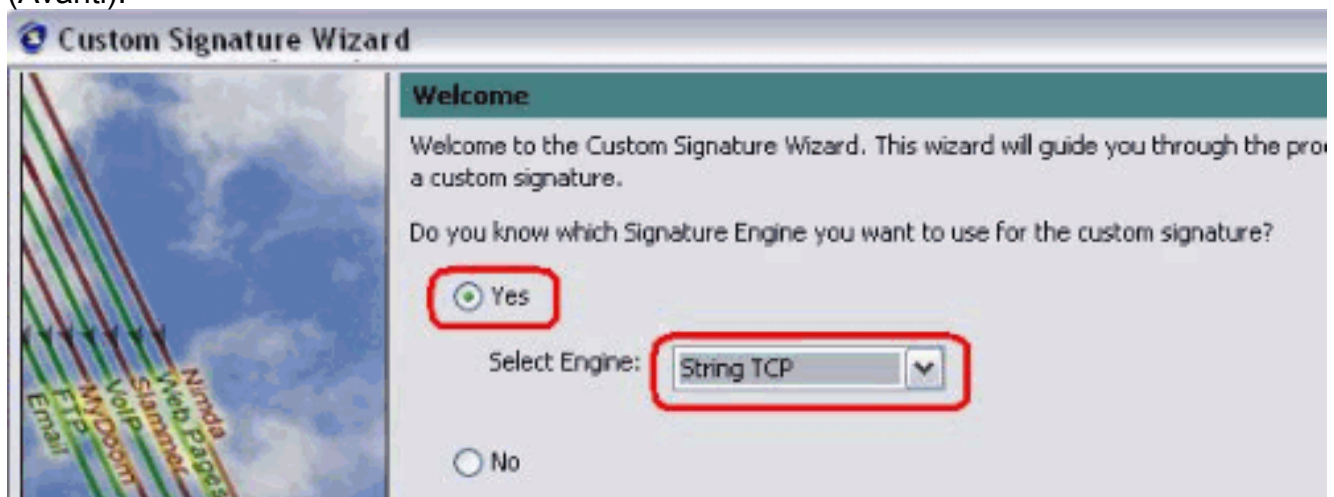 (Avanti).
Custom Signature Wizard
Welcome
Welcome to the Custom Signature Wizard. This wizard will guide you through the
a custom signature.
Do you know which Signature Engine you want to use for the custom signature?
Yes
Select Engine:
String TCP
No
Email
FTP
MyDoom
VoIP
Slammer
Web Pages
Nimda